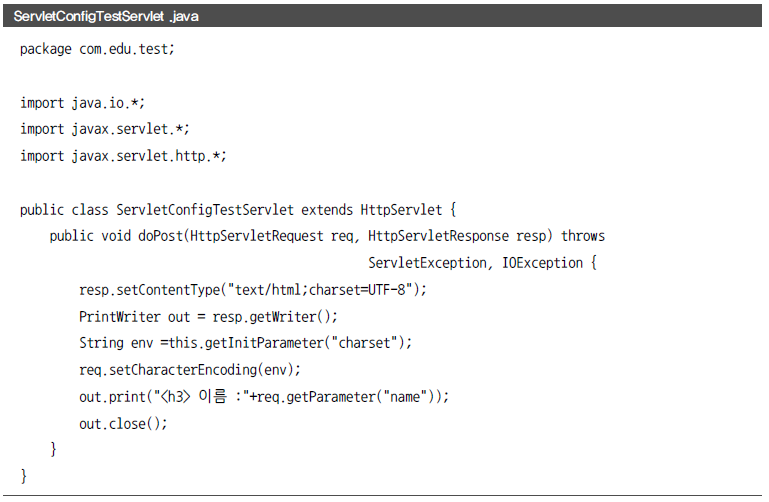 ServletConfigTestServlet .java
package com.edu.test;
import java.io.*;
import javax.servlet.*;
import javax.servlet.http.*;
public class ServletConfigTestServlet extends HttpServlet {
public void doPost(HttpServletRequest req, HttpServletResponse resp) throws
ServletException, IOException {
resp.setContentType("text/html;charset=UTF-8");
PrintWriter out = resp.getWriter();
String env =this.getInitParameter("charset");
req.setCharacterEncoding(env);
out.print("<h3> 이름 :"+req.getParameter("name"));
out.close();
}
}